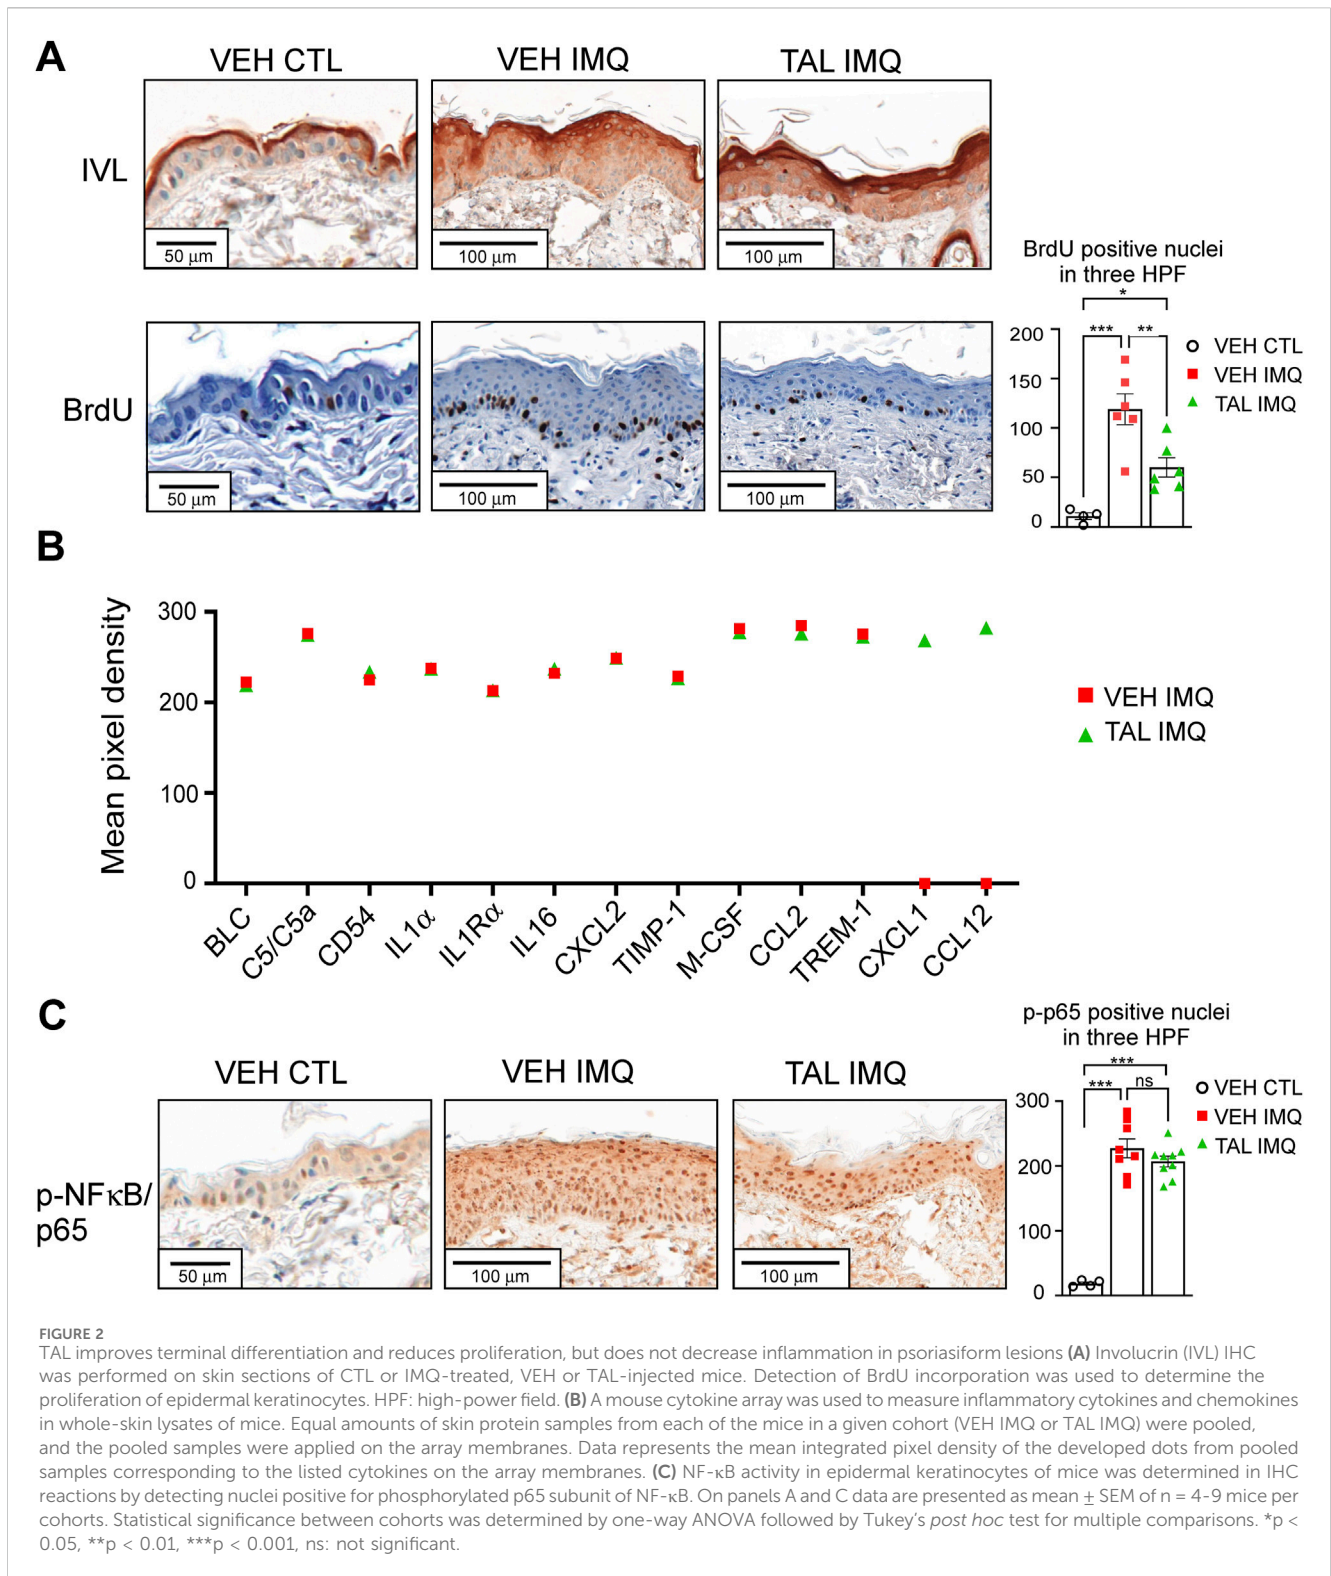 A
VEH CTL
VEH IMQ
TAL IMQ
IVL
50 μm
100 μm
100 μm
BrdU
50 μm
100 μm
100 μm
BrdU positive nuclei
in three HPF
*
*** **
200
150
100
50
0
VEH CTL
VEH IMQ
TAL IMQ
B
Mean pixel density
300
200
100
0
BLC
C5/C5a
CD54
IL1α
IL1Rα
IL16
CXCL2
TIMP-1
M-CSF
CCL2
TREM-1
CXCL1
CCL12
VEH IMQ
TAL IMQ
C
VEH CTL
VEH IMQ
TAL IMQ
p-NFκB/
p65
50 μm
100 μm
100 μm
p-p65 positive nuclei
in three HPF
***
*** ns
300
200
100
0
VEH CTL
VEH IMQ
TAL IMQ
FIGURE 2
TAL improves terminal differentiation and reduces proliferation, but does not decrease inflammation in psoriasiform lesions (A) Involucrin (IVL) IHC
was performed on skin sections of CTL or IMQ-treated, VEH or TAL-injected mice. Detection of BrdU incorporation was used to determine the
proliferation of epidermal keratinocytes. HPF: high-power field. (B) A mouse cytokine array was used to measure inflammatory cytokines and chemokines
in whole-skin lysates of mice. Equal amounts of skin protein samples from each of the mice in a given cohort (VEH IMQ or TAL IMQ) were pooled,
and the pooled samples were applied on the array membranes. Data represents the mean integrated pixel density of the developed dots from pooled
samples corresponding to the listed cytokines on the array membranes. (C) NF-κB activity in epidermal keratinocytes of mice was determined in IHC
reactions by detecting nuclei positive for phosphorylated p65 subunit of NF-κB. On panels A and C data are presented as mean ± SEM of n = 4-9 mice per
cohorts. Statistical significance between cohorts was determined by one-way ANOVA followed by Tukey's post hoc test for multiple comparisons. *p <
0.05, **p < 0.01, ***p < 0.001, ns: not significant.